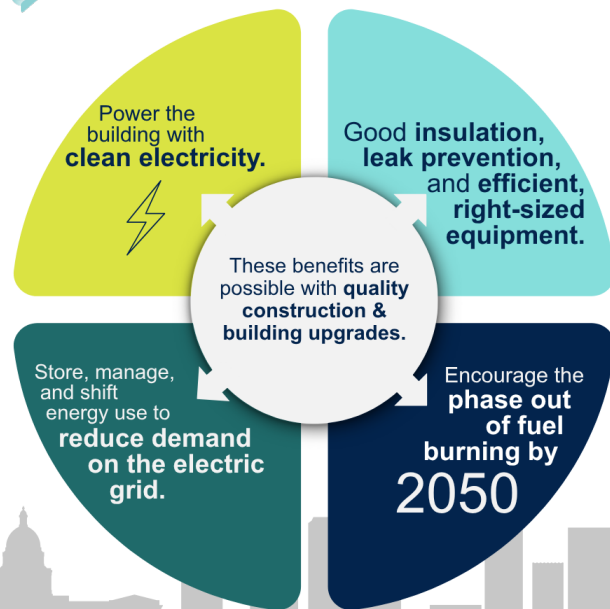 Power the
building with
clean electricity.
Good insulation,
leak prevention,
and efficient,
right-sized
equipment.
These benefits are
possible with quality
construction &
building upgrades.
Store, manage,
and shift
energy use to
reduce demand
on the electric
grid.
Encourage the
phase out
of fuel
burning by
2050